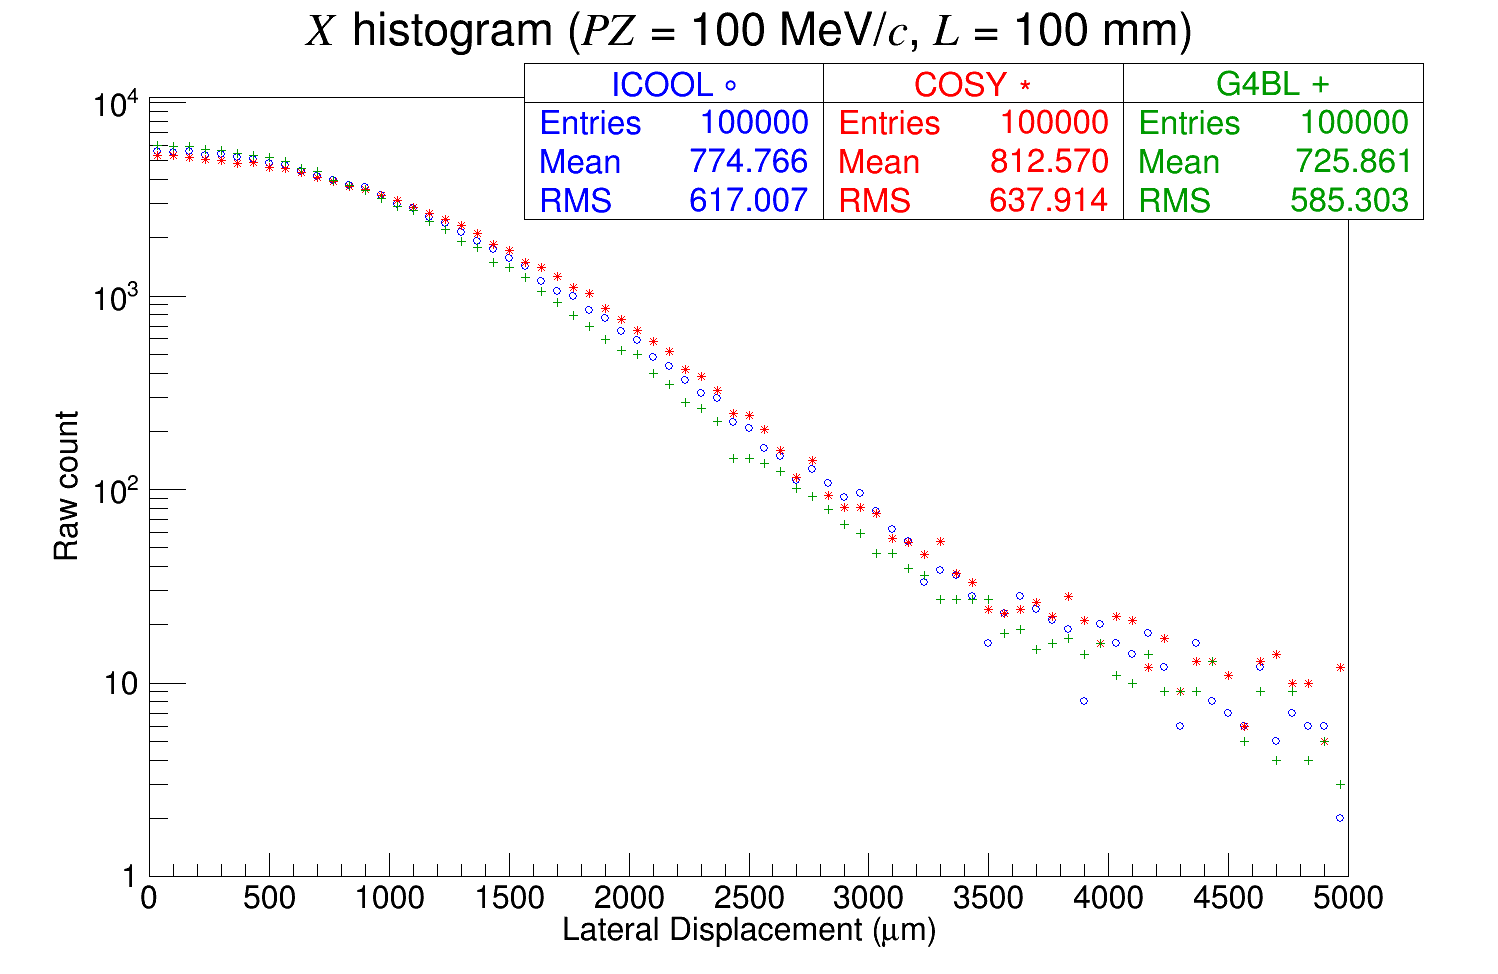 X histogram (PZ = 100 MeV/c, L = 100 mm)
ICOOL ○ COSY * G4BL +
Entries 100000 Entries 100000 Entries 100000
Mean 774.766 Mean 812.570 Mean 725.861
RMS 617.007 RMS 637.914 RMS 585.303
10⁴
10³
10²
10
1
Raw count
0 500 1000 1500 2000 2500 3000 3500 4000 4500 5000
Lateral Displacement (μm)